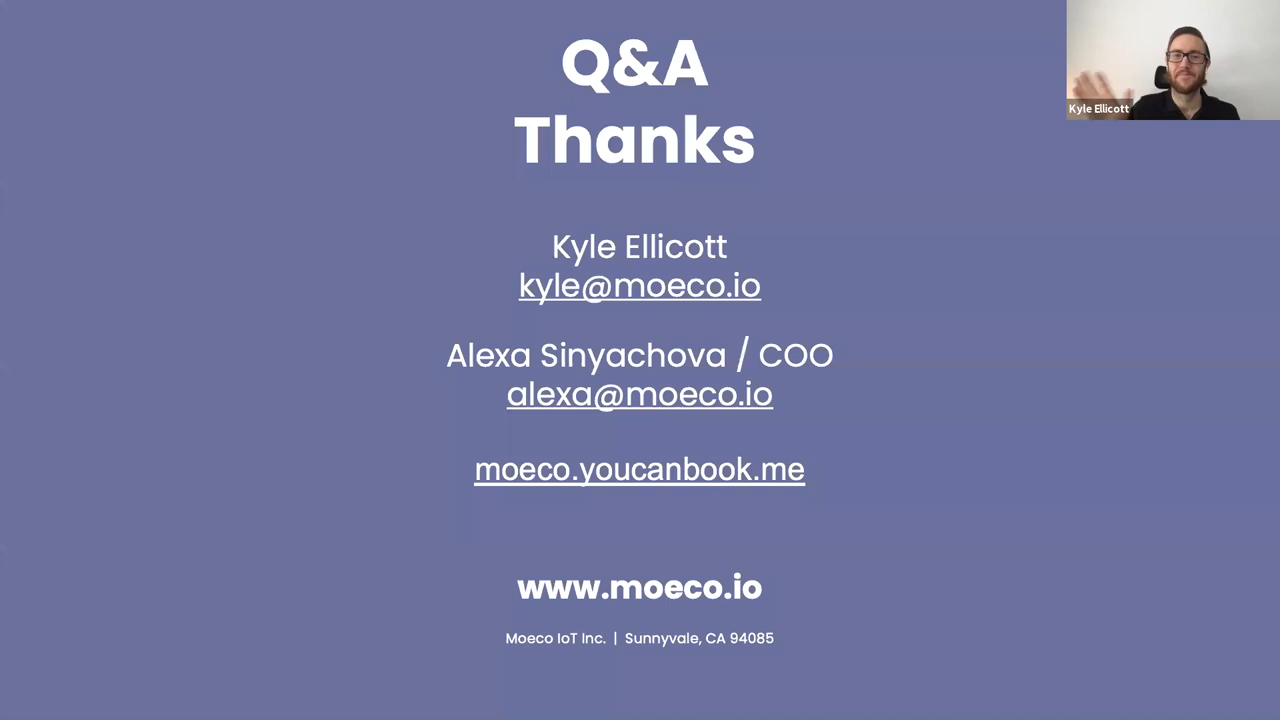 Q&A
Thanks
Kyle Ellicott
Kyle Ellicott
kyle@moeco.io
Alexa Sinyachova / COO
alexa@moeco.io
moeco.youcanbook.me
www.moeco.io
Moeco IoT Inc. | Sunnyvale, CA 94085